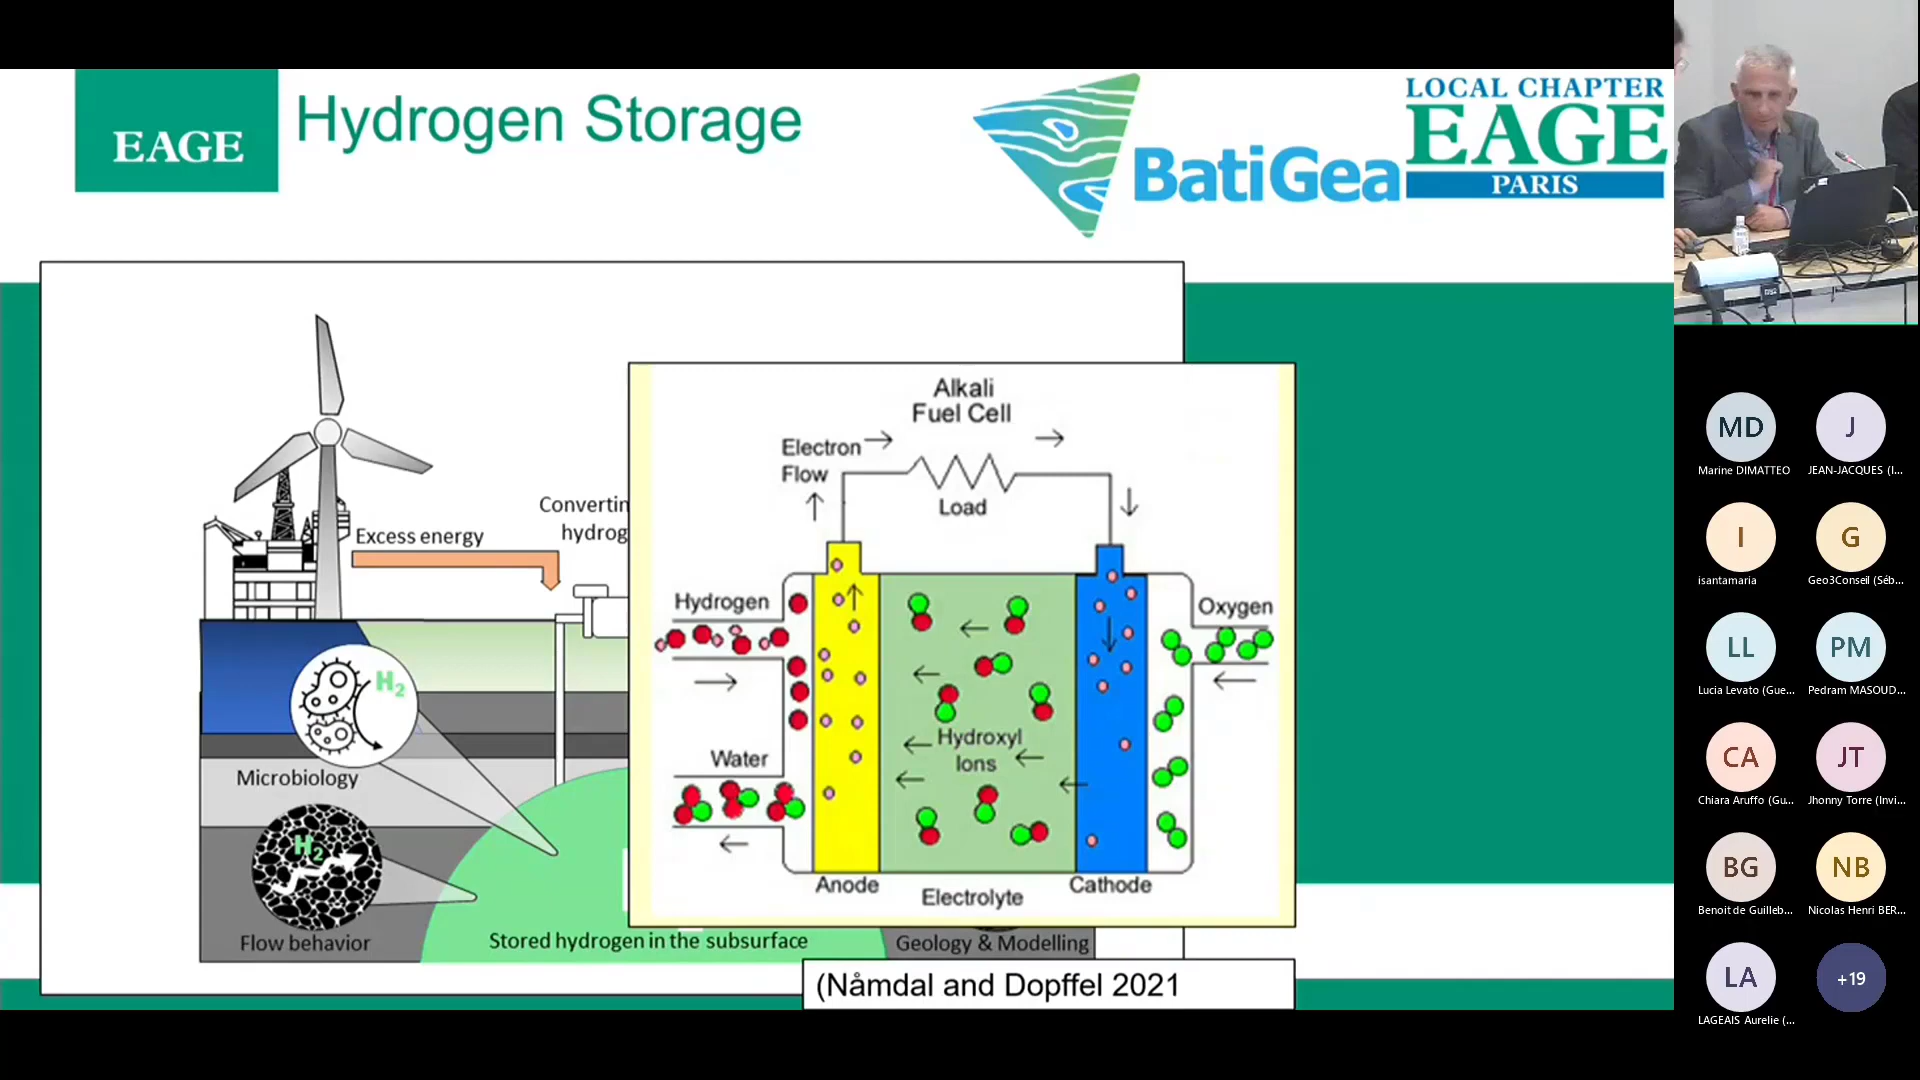 EAGE
Hydrogen Storage
BatiGea
LOCAL CHAPTER
EAGE
PARIS
Alkali
Fuel Cell
Electron
Flow
Load
Excess energy
Convertin
hydrog
Hydrogen
Oxygen
H2
Water
Hydroxyl
Ions
Microbiology
H2
Anode
Electrolyte
Cathode
Flow behavior
Stored hydrogen in the subsurface
Geology & Modelling
(Nåmdal and Dopffel 2021
MD
Marine DIMATTEO
J
JEAN-JACQUES (I...
I
isantamaria
G
Geo3Conseil (Séb...
LL
Lucia Levato (Gue...
PM
Pedram MASOUD...
CA
Chiara Aruffo (Gu...
JT
Jhonny Torre (Invi...
BG
Benoit de Guilleb...
NB
Nicolas Henri BER...
LA
LAGEAIS Aurelie (...
+19